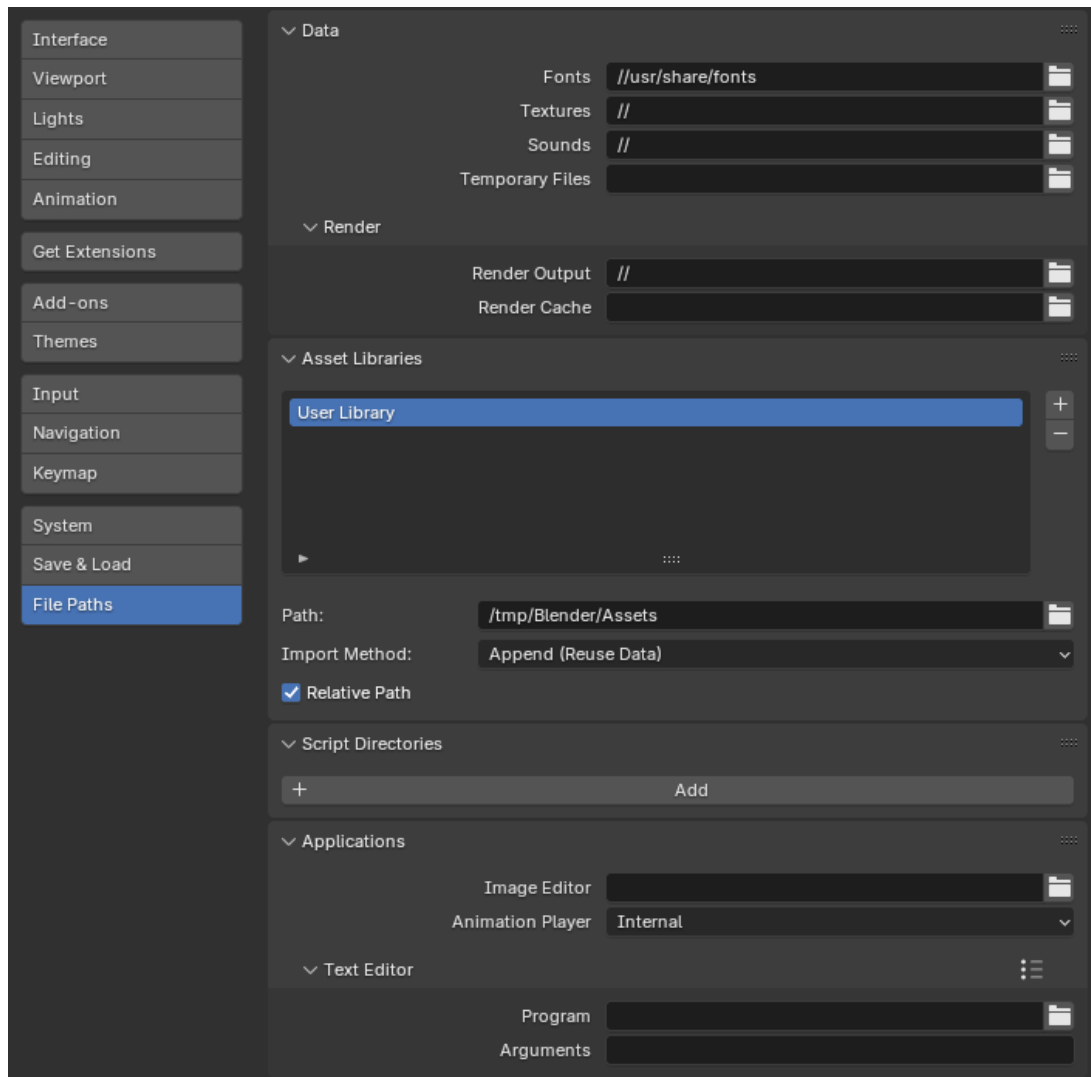 Interface
Viewport
Lights
Editing
Animation
Get Extensions
Add-ons
Themes
Input
Navigation
Keymap
System
Save & Load
File Paths
Data
Fonts //usr/share/fonts
Textures //
Sounds //
Temporary Files
Render
Render Output //
Render Cache
Asset Libraries
User Library
Path: /tmp/Blender/Assets
Import Method: Append (Reuse Data)
Relative Path
Script Directories
Add
Applications
Image Editor
Animation Player Internal
Text Editor
Program
Arguments